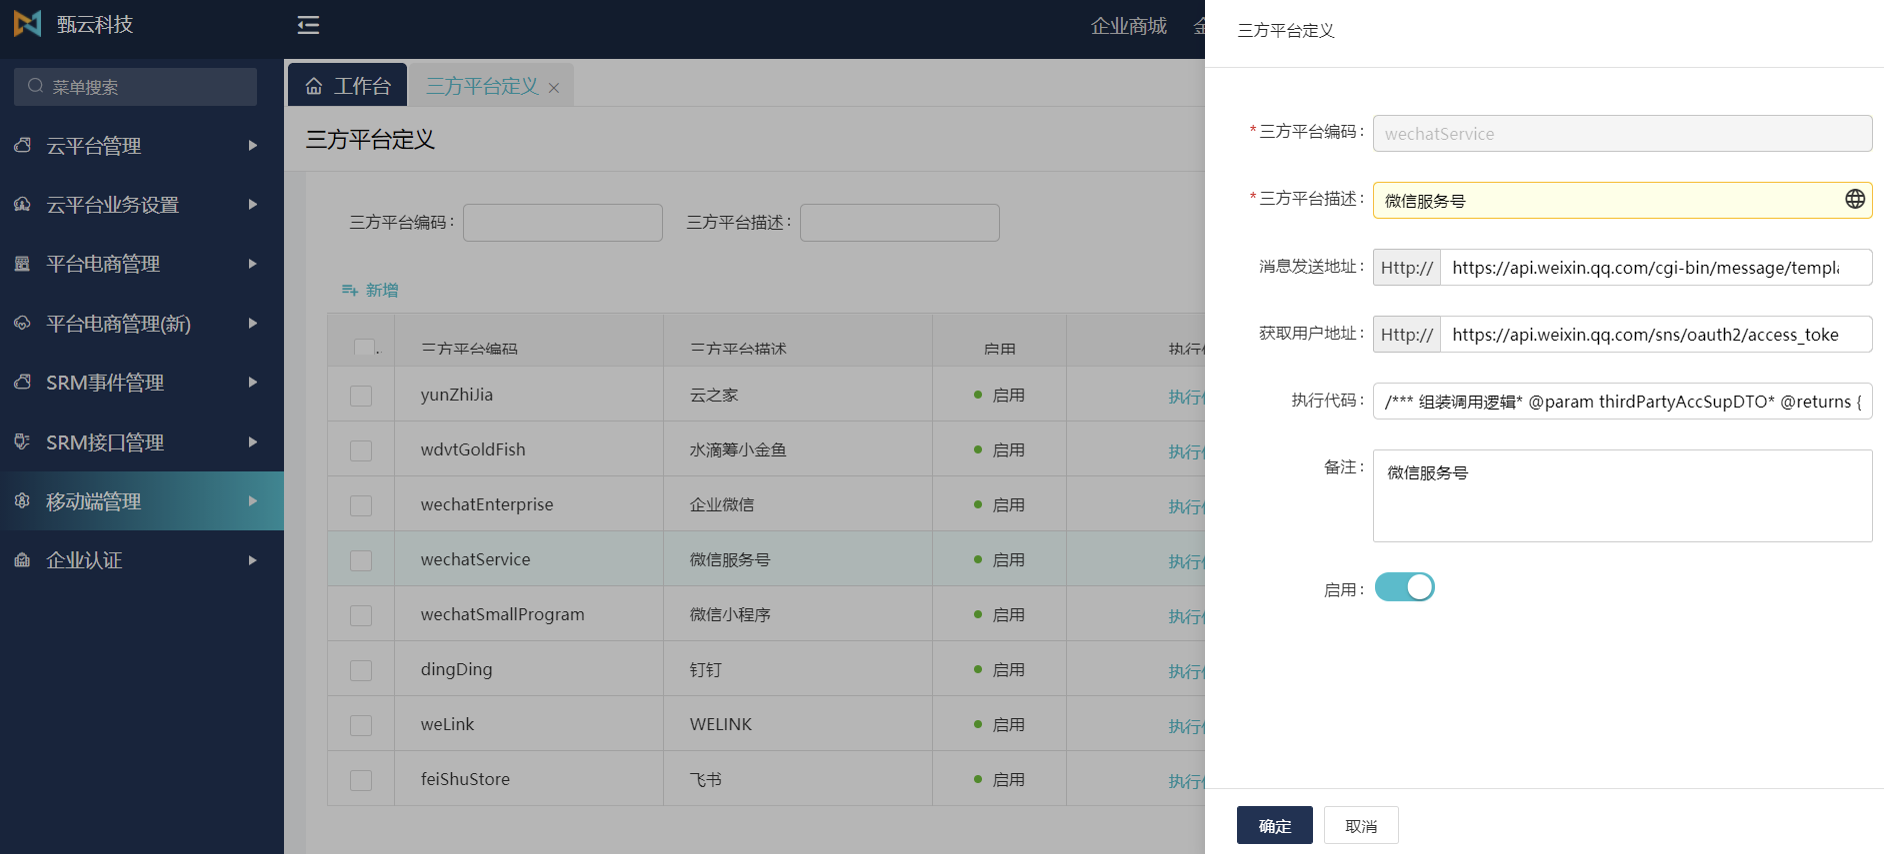 甄云科技
企业商城
菜单搜索
云平台管理
云平台业务设置
平台电商管理
平台电商管理(新)
SRM事件管理
SRM接口管理
移动端管理
企业认证
工作台
三方平台定义 ×
三方平台定义
三方平台编码：
三方平台描述：
新增
三方平台编码 三方平台描述 启用 执行
yunZhiJia 云之家 启用 执行
wdvtGoldFish 水滴筹小金鱼 启用 执行
wechatEnterprise 企业微信 启用 执行
wechatService 微信服务号 启用 执行
wechatSmallProgram 微信小程序 启用 执行
dingDing 钉钉 启用 执行
weLink WELINK 启用 执行
feiShuStore 飞书 启用 执行
三方平台定义
*三方平台编码： wechatService
*三方平台描述： 微信服务号
消息发送地址： Http:// https://api.weixin.qq.com/cgi-bin/message/templa
获取用户地址： Http:// https://api.weixin.qq.com/sns/oauth2/access_toke
执行代码： /*** 组装调用逻辑* @param thirdPartyAccSupDTO* @returns {
备注： 微信服务号
启用：
确定
取消